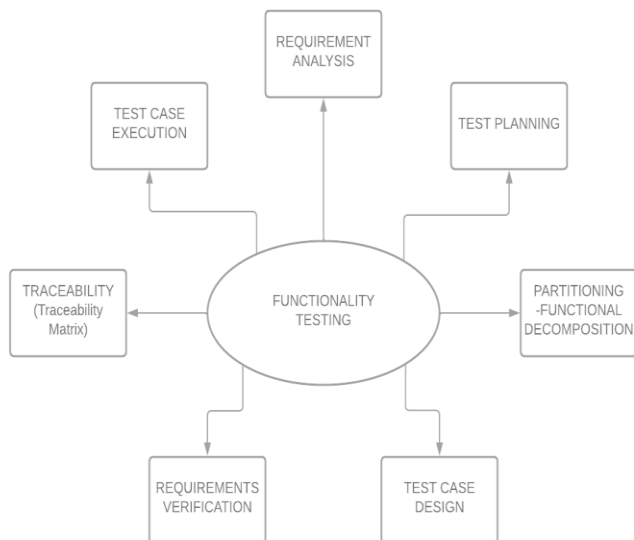 REQUIREMENT
ANALYSIS
TEST CASE
EXECUTION
TEST PLANNING
TRACEABILITY
(Traceability
Matrix)
FUNCTIONALITY
TESTING
PARTITIONING
-FUNCTIONAL
DECOMPOSITION
REQUIREMENTS
VERIFICATION
TEST CASE
DESIGN